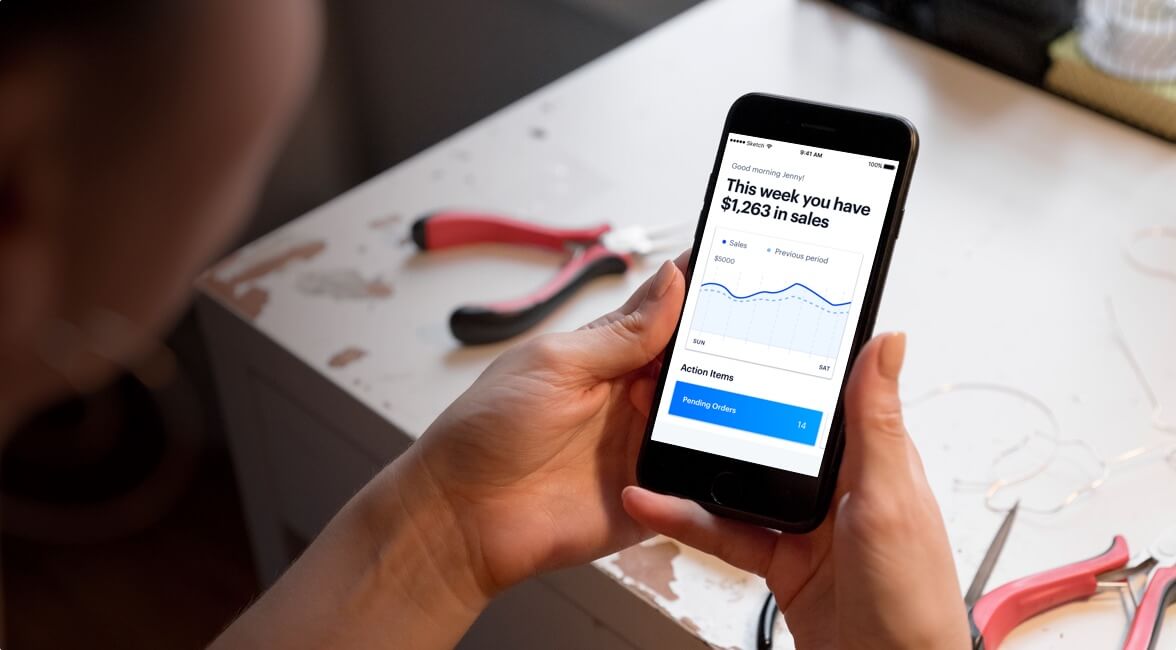 Sketch 9:41 AM 100%
Good morning Jenny!
This week you have
$1,263 in sales
Sales Previous period
$5000
SUN SAT
Action Items
Pending Orders 14